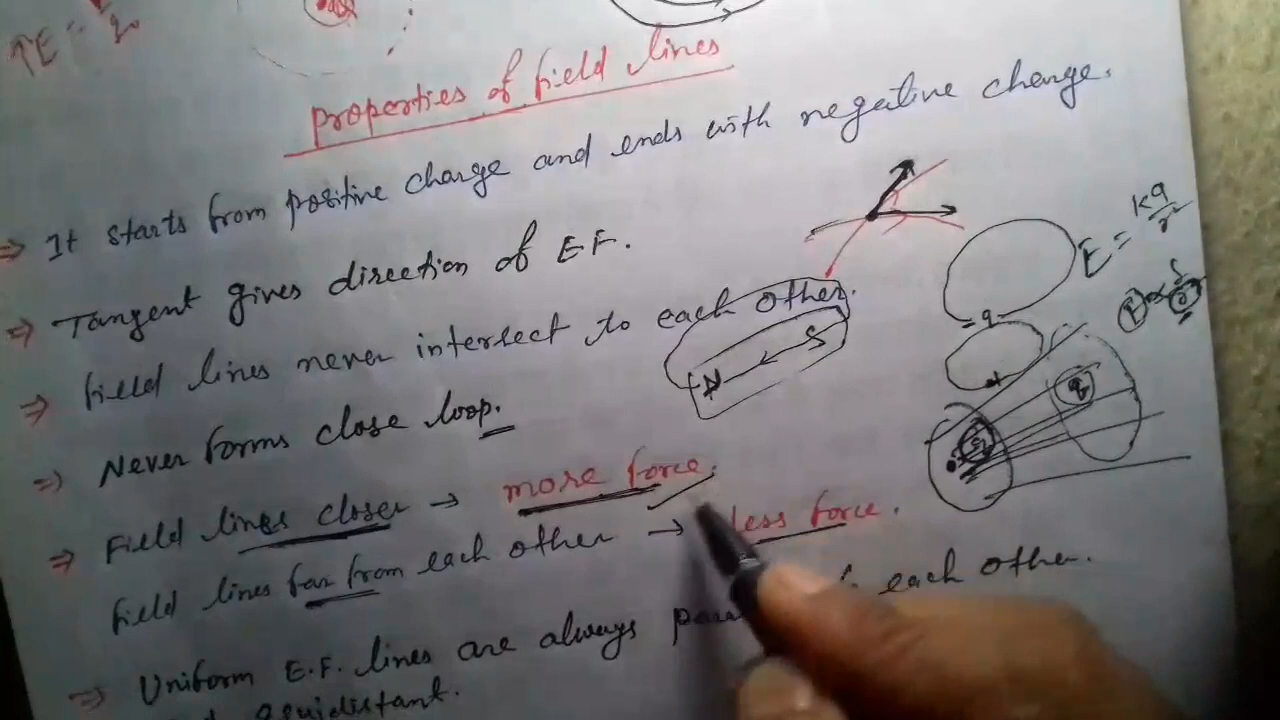 Properties of field lines
⇒ It starts from positive charge and ends with negative charge.
⇒ Tangent gives direction of E F.
⇒ field lines never intersect to each other.
⇒ Never forms close loop.
⇒ Field lines closer → more force.
field lines far from each other → less force.
⇒ Uniform E.F. lines are always each other.
equidistant.
N S
E = kq/r²
-q
q